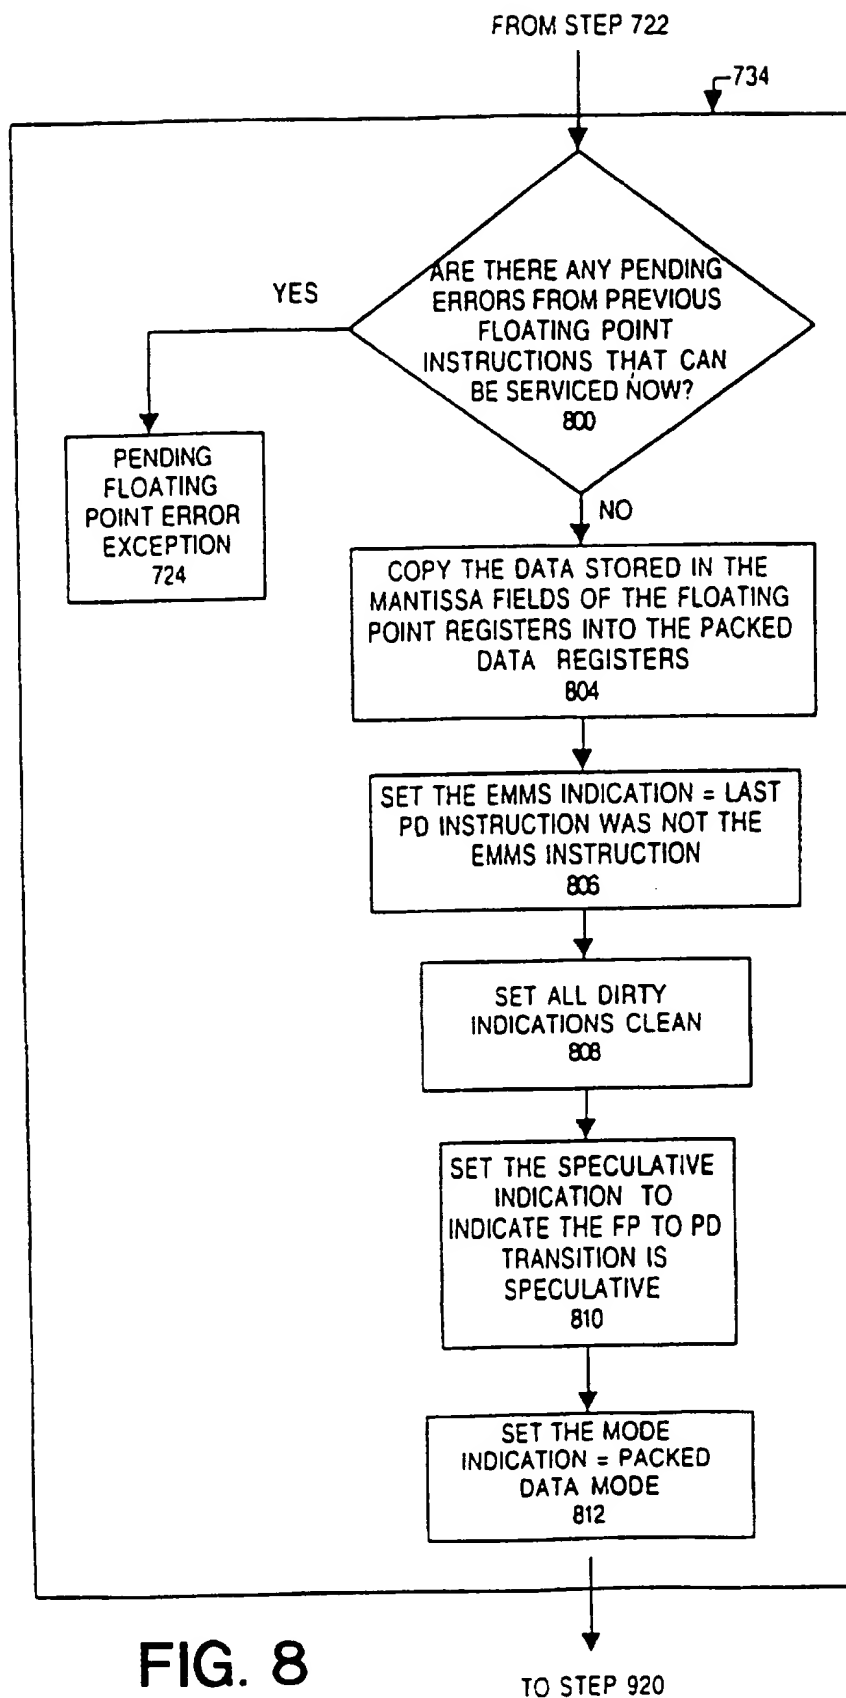 FROM STEP 722
734
ARE THERE ANY PENDING
ERRORS FROM PREVIOUS
FLOATING POINT
INSTRUCTIONS THAT CAN
BE SERVICED NOW?
800
YES
PENDING
FLOATING
POINT ERROR
EXCEPTION
724
NO
COPY THE DATA STORED IN THE
MANTISSA FIELDS OF THE FLOATING
POINT REGISTERS INTO THE PACKED
DATA REGISTERS
804
SET THE EMMS INDICATION = LAST
PD INSTRUCTION WAS NOT THE
EMMS INSTRUCTION
806
SET ALL DIRTY
INDICATIONS CLEAN
808
SET THE SPECULATIVE
INDICATION TO
INDICATE THE FP TO PD
TRANSITION IS
SPECULATIVE
810
SET THE MODE
INDICATION = PACKED
DATA MODE
812
FIG. 8
TO STEP 920